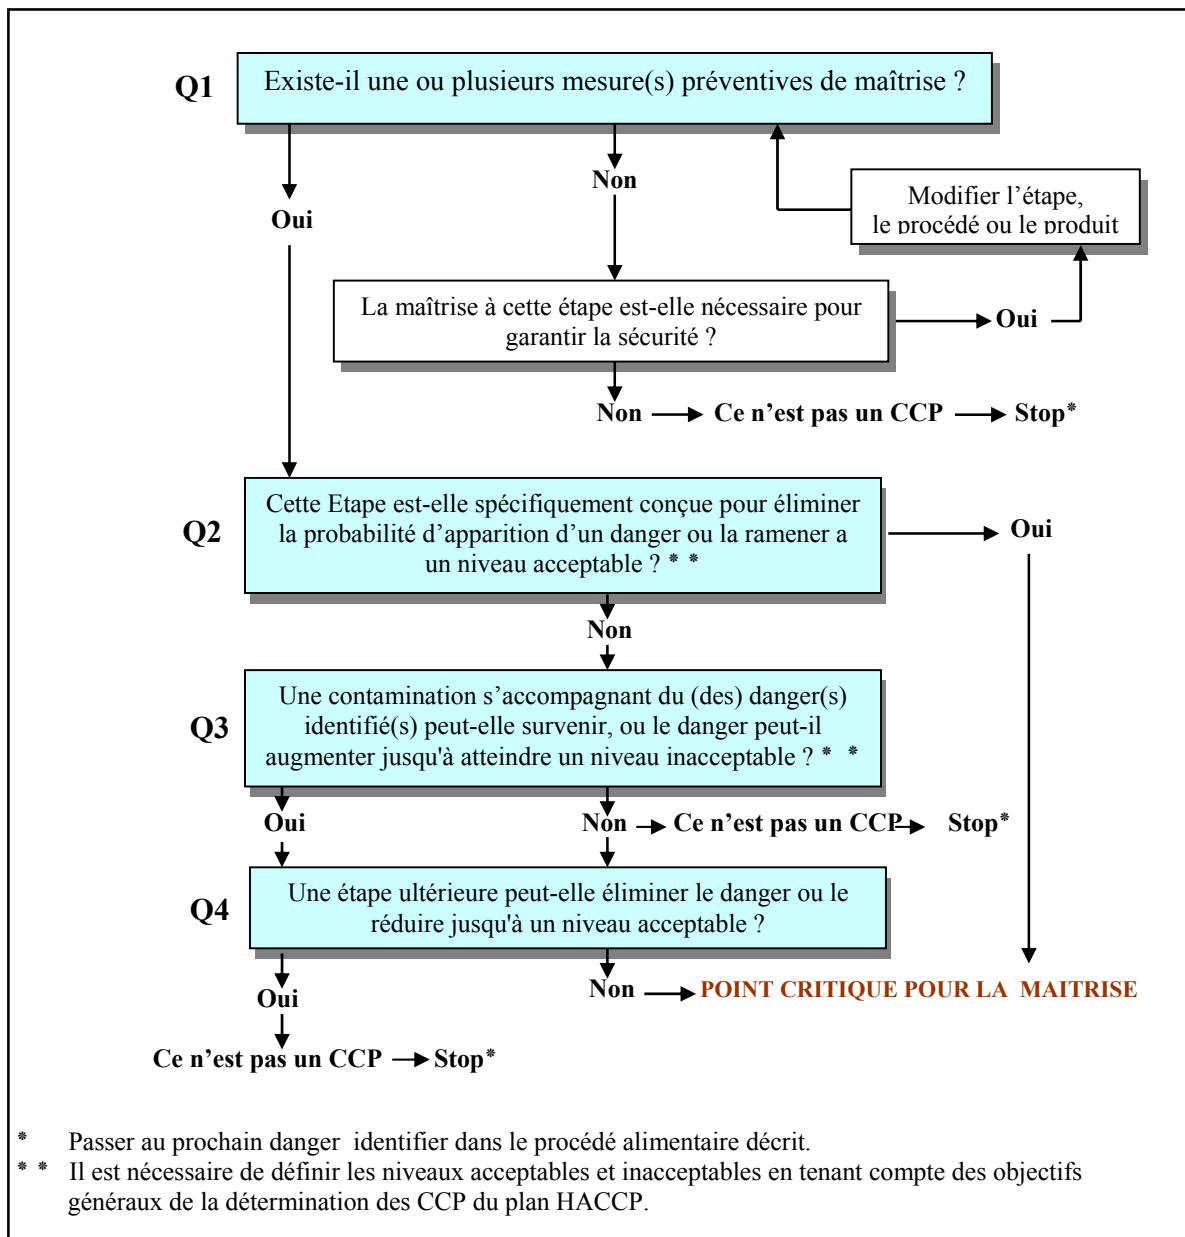 Q1
Existe-il une ou plusieurs mesure(s) préventives de maîtrise ?
Non
Oui
Modifier l’étape,
le procédé ou le produit
La maîtrise à cette étape est-elle nécessaire pour
garantir la sécurité ?
Oui
Non
Ce n’est pas un CCP
Stop*
Q2
Cette Etape est-elle spécifiquement conçue pour éliminer
la probabilité d’apparition d’un danger ou la ramener a
un niveau acceptable ? * *
Oui
Non
Q3
Une contamination s’accompagnant du (des) danger(s)
identifié(s) peut-elle survenir, ou le danger peut-il
augmenter jusqu'à atteindre un niveau inacceptable ? * *
Oui
Non
Ce n’est pas un CCP
Stop*
Q4
Une étape ultérieure peut-elle éliminer le danger ou le
réduire jusqu'à un niveau acceptable ?
Oui
Non
POINT CRITIQUE POUR LA MAITRISE
Ce n’est pas un CCP
Stop*
* Passer au prochain danger identifier dans le procédé alimentaire décrit.
* * Il est nécessaire de définir les niveaux acceptables et inacceptables en tenant compte des objectifs
généraux de la détermination des CCP du plan HACCP.